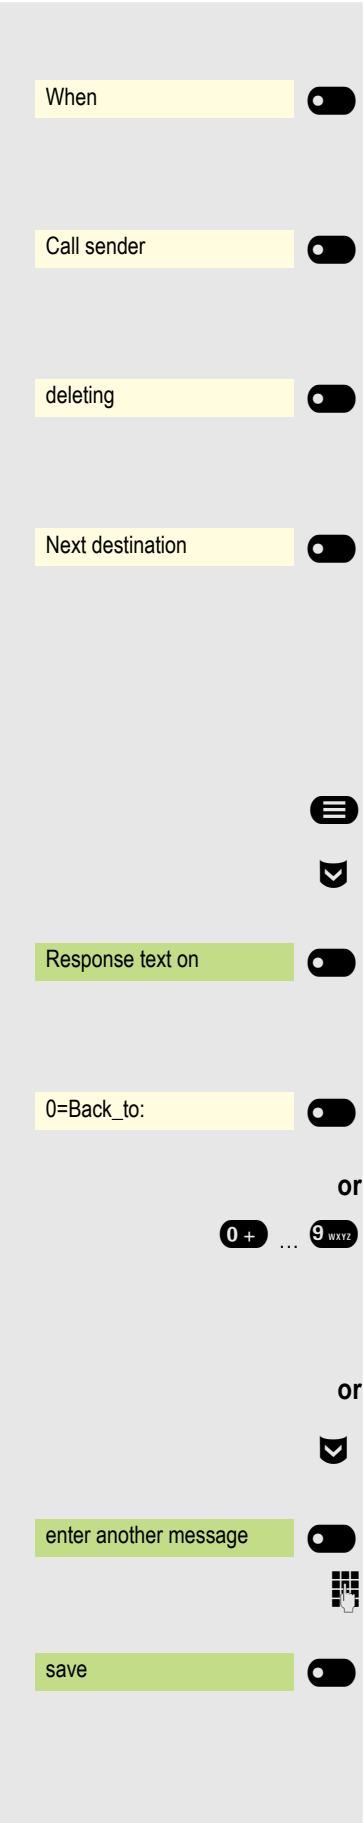 When
Call sender
deleting
Next destination
Response text on
0=Back_to:
or
0 + ... 9 WXYZ
or
enter another message
save